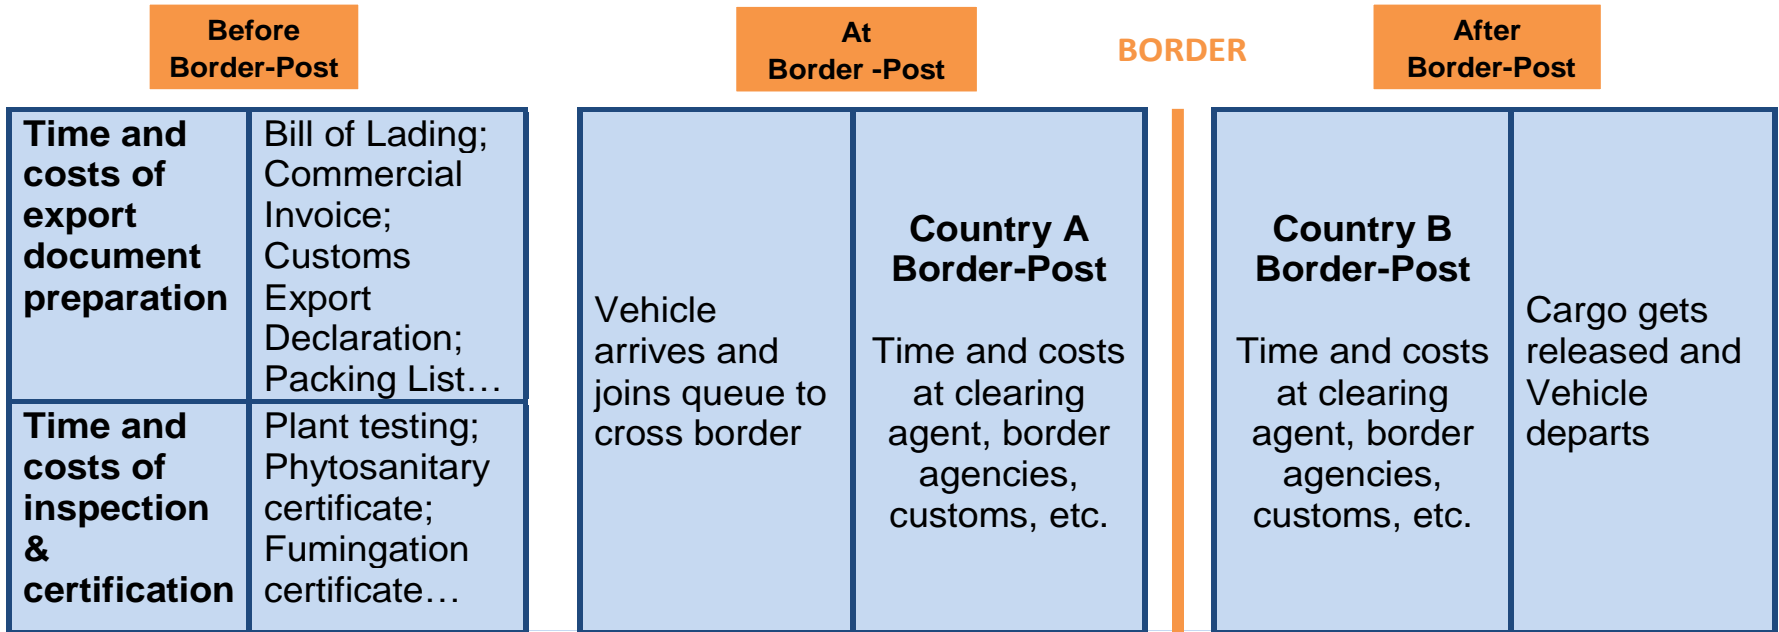 Before
Border-Post
At
Border -Post
BORDER
After
Border-Post
Time and
costs of
export
document
preparation
Bill of Lading;
Commercial
Invoice;
Customs
Export
Declaration;
Packing List…
Time and
costs of
inspection
&
certification
Plant testing;
Phytosanitary
certificate;
Fumingation
certificate…
Vehicle
arrives and
joins queue to
cross border
Country A
Border-Post
Time and costs
at clearing
agent, border
agencies,
customs, etc.
Country B
Border-Post
Time and costs
at clearing
agent, border
agencies,
customs, etc.
Cargo gets
released and
Vehicle
departs